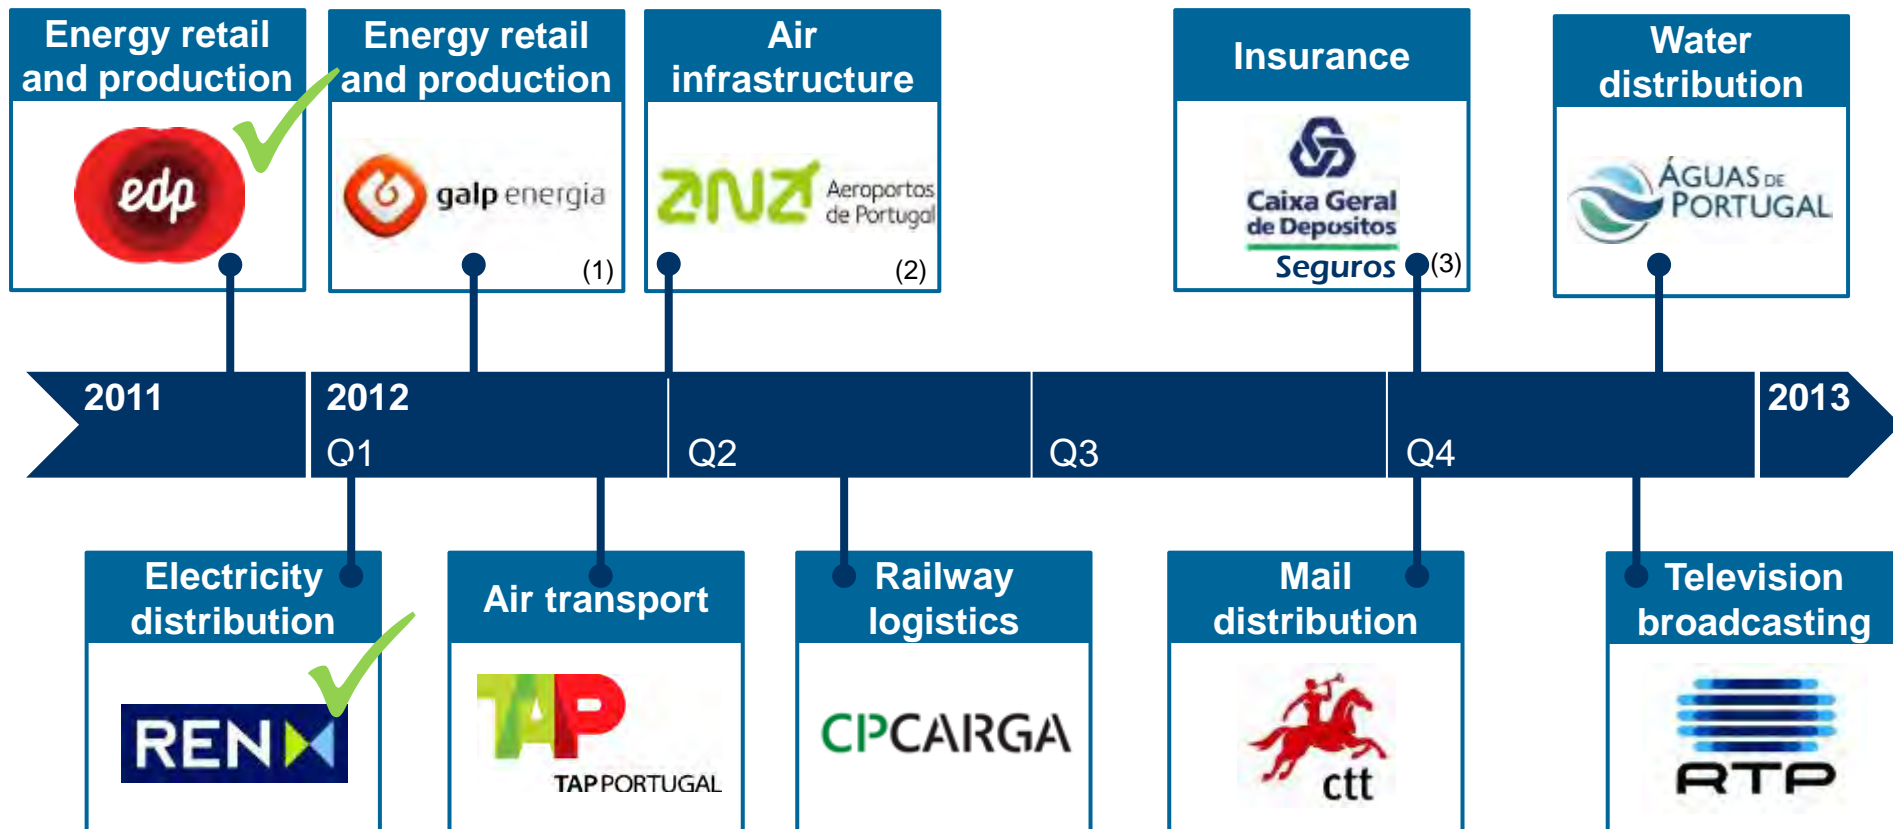 Energy retail
and production
edp
Energy retail
and production
galp energia
(1)
Air
infrastructure
ANA Aeroportos
de Portugal
(2)
Insurance
Caixa Geral
de Depositos
Seguros
(3)
Water
distribution
ÁGUAS DE
PORTUGAL
2011
2012
2013
Q1
Q2
Q3
Q4
Electricity
distribution
REN
Air transport
TAP
TAP PORTUGAL
Railway
logistics
CPCARGA
Mail
distribution
ctt
Television
broadcasting
RTP